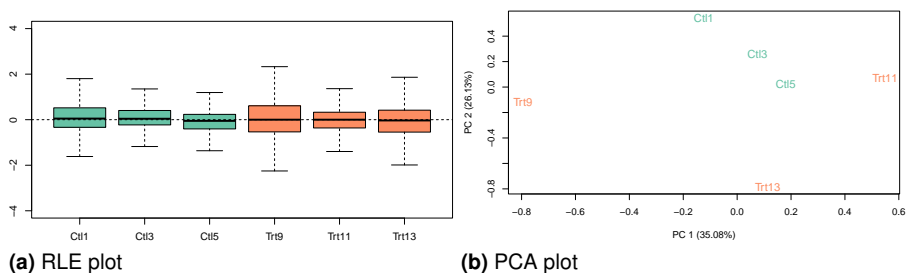 4
2
0
−2
−4
Ctl1 Ctl3 Ctl5 Trt9 Trt11 Trt13
(a) RLE plot
PC 2 (26.13%)
0.4
0.2
0.0
−0.4
−0.8
Ctl1
Ctl3
Ctl5
Trt11
Trt9
Trt13
−0.8 −0.6 −0.4 −0.2 0.0 0.2 0.4 0.6
PC 1 (35.08%)
(b) PCA plot